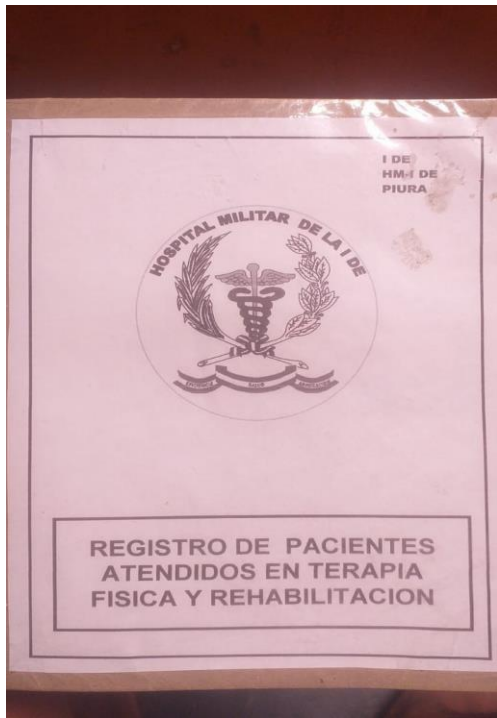 I DE
HM-I DE
PIURA
HOSPITAL MILITAR DE LA I DE
REGISTRO DE PACIENTES
ATENDIDOS EN TERAPIA
FISICA Y REHABILITACION